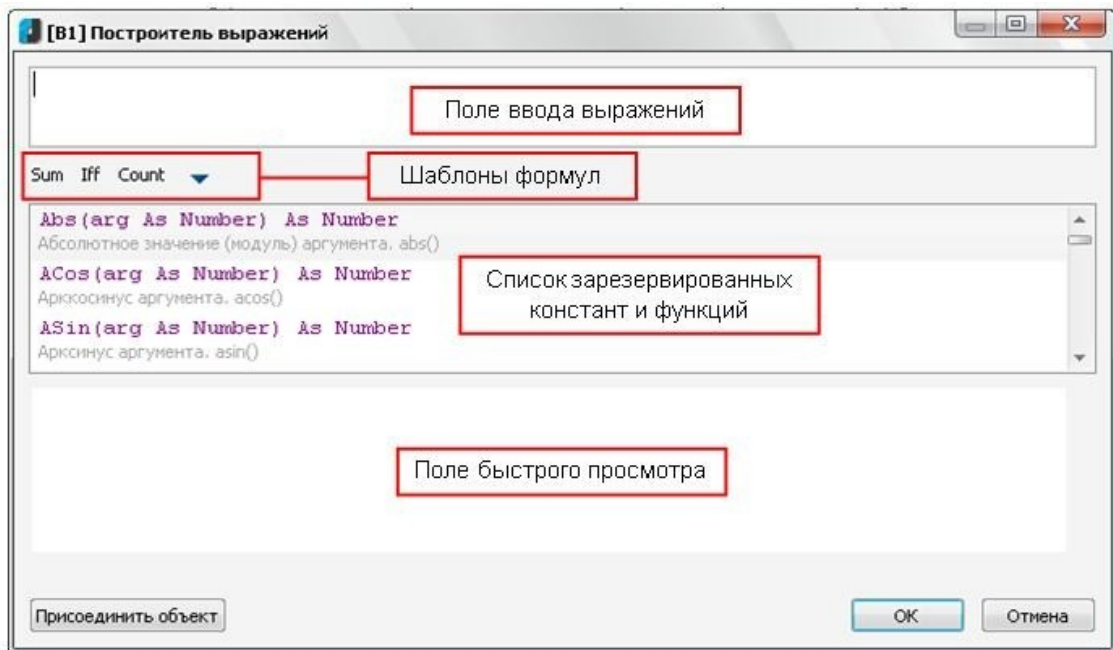 [B1] Построитель выражений
Поле ввода выражений
Sum Iff Count
Шаблоны формул
Abs(arg As Number) As Number
Абсолютное значение (модуль) аргумента. abs()
ACos(arg As Number) As Number
Арккосинус аргумента. acos()
ASin(arg As Number) As Number
Арксинус аргумента. asin()
Список зарезервированных
констант и функций
Поле быстрого просмотра
Присоединить объект
OK
Отмена